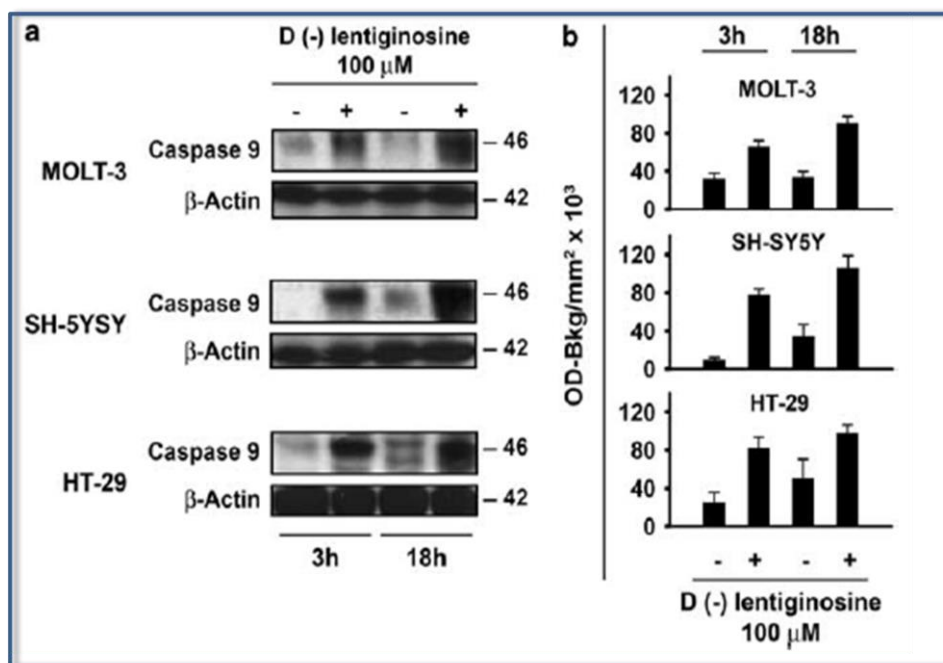 a
D (-) lentiginosine
100 μM
- + - +
MOLT-3
Caspase 9
46
β-Actin
42
SH-5YSY
Caspase 9
46
β-Actin
42
HT-29
Caspase 9
46
β-Actin
42
3h 18h
b
3h 18h
OD-Bkg/mm² x 10³
MOLT-3
120
80
40
0
SH-SY5Y
120
80
40
0
HT-29
120
80
40
0
- + - +
D (-) lentiginosine
100 μM